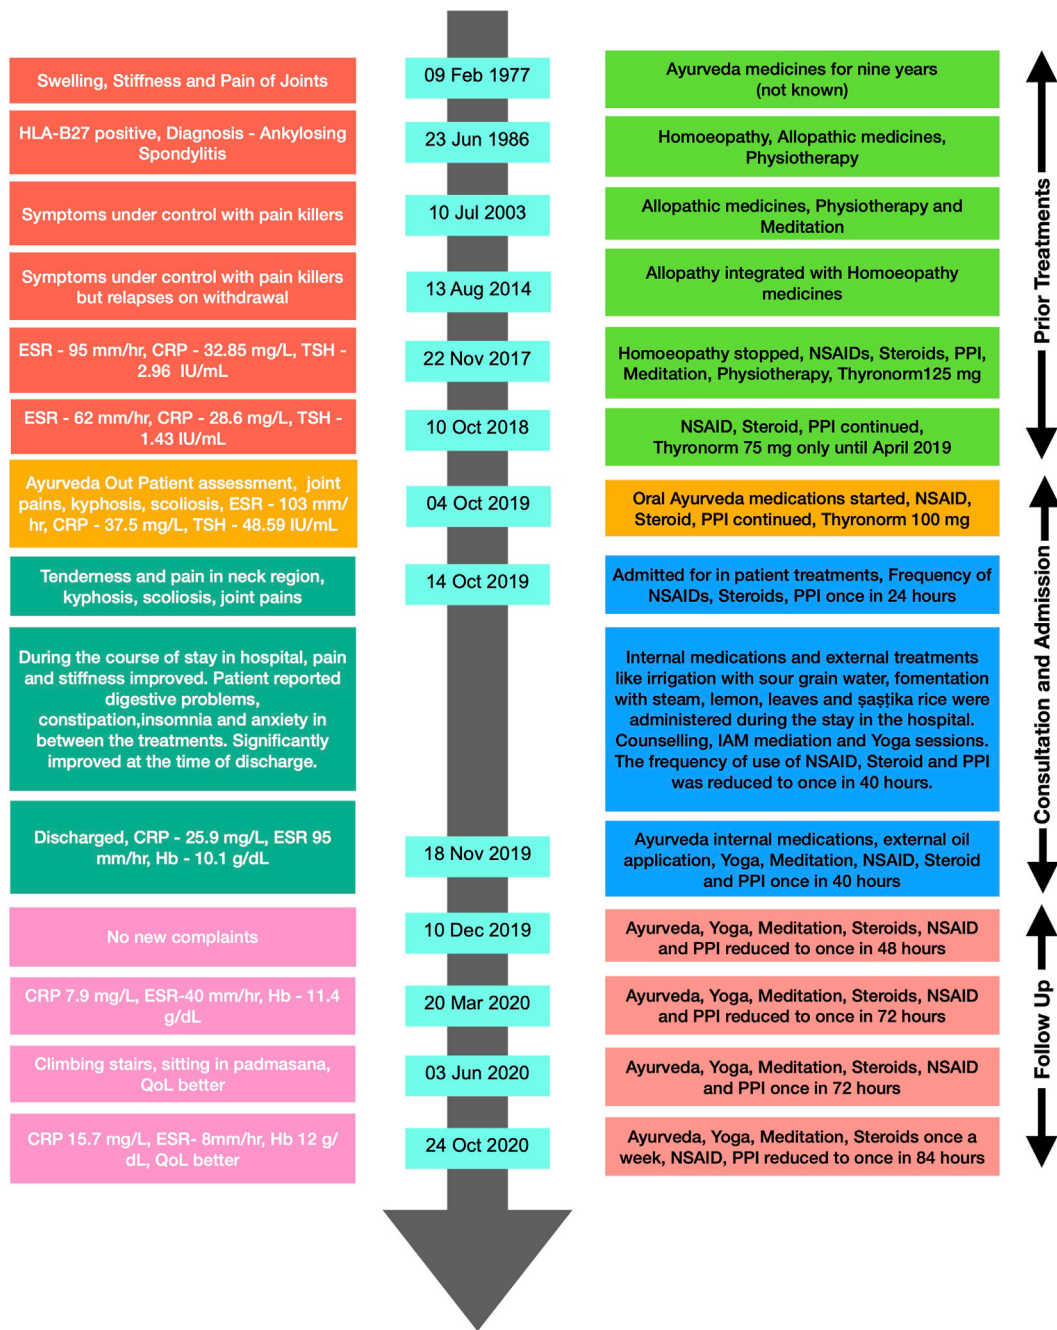 Swelling, Stiffness and Pain of Joints
09 Feb 1977
Ayurveda medicines for nine years
(not known)
HLA-B27 positive, Diagnosis - Ankylosing
Spondylitis
23 Jun 1986
Homoeopathy, Allopathic medicines,
Physiotherapy
Symptoms under control with pain killers
10 Jul 2003
Allopathic medicines, Physiotherapy and
Meditation
Symptoms under control with pain killers
but relapses on withdrawal
13 Aug 2014
Allopathy integrated with Homoeopathy
medicines
ESR - 95 mm/hr, CRP - 32.85 mg/L, TSH -
2.96 IU/mL
22 Nov 2017
Homoeopathy stopped, NSAIDs, Steroids, PPI,
Meditation, Physiotherapy, Thyronorm125 mg
ESR - 62 mm/hr, CRP - 28.6 mg/L, TSH -
1.43 IU/mL
10 Oct 2018
NSAID, Steroid, PPI continued,
Thyronorm 75 mg only until April 2019
Prior Treatments
Ayurveda Out Patient assessment, joint
pains, kyphosis, scoliosis, ESR - 103 mm/
hr, CRP - 37.5 mg/L, TSH - 48.59 IU/mL
04 Oct 2019
Oral Ayurveda medications started, NSAID,
Steroid, PPI continued, Thyronorm 100 mg
Tenderness and pain in neck region,
kyphosis, scoliosis, joint pains
14 Oct 2019
Admitted for in patient treatments, Frequency of
NSAIDs, Steroids, PPI once in 24 hours
During the course of stay in hospital, pain
and stiffness improved. Patient reported
digestive problems,
constipation,insomnia and anxiety in
between the treatments. Significantly
improved at the time of discharge.
Internal medications and external treatments
like irrigation with sour grain water, fomentation
with steam, lemon, leaves and ṣaṣṭika rice were
administered during the stay in the hospital.
Counselling, IAM mediation and Yoga sessions.
The frequency of use of NSAID, Steroid and PPI
was reduced to once in 40 hours.
Discharged, CRP - 25.9 mg/L, ESR 95
mm/hr, Hb - 10.1 g/dL
18 Nov 2019
Ayurveda internal medications, external oil
application, Yoga, Meditation, NSAID, Steroid
and PPI once in 40 hours
Consultation and Admission
No new complaints
10 Dec 2019
Ayurveda, Yoga, Meditation, Steroids, NSAID
and PPI reduced to once in 48 hours
CRP 7.9 mg/L, ESR-40 mm/hr, Hb - 11.4
g/dL
20 Mar 2020
Ayurveda, Yoga, Meditation, Steroids, NSAID
and PPI reduced to once in 72 hours
Climbing stairs, sitting in padmasana,
QoL better
03 Jun 2020
Ayurveda, Yoga, Meditation, Steroids, NSAID
and PPI once in 72 hours
CRP 15.7 mg/L, ESR- 8mm/hr, Hb 12 g/
dL, QoL better
24 Oct 2020
Ayurveda, Yoga, Meditation, Steroids once a
week, NSAID, PPI reduced to once in 84 hours
Follow Up